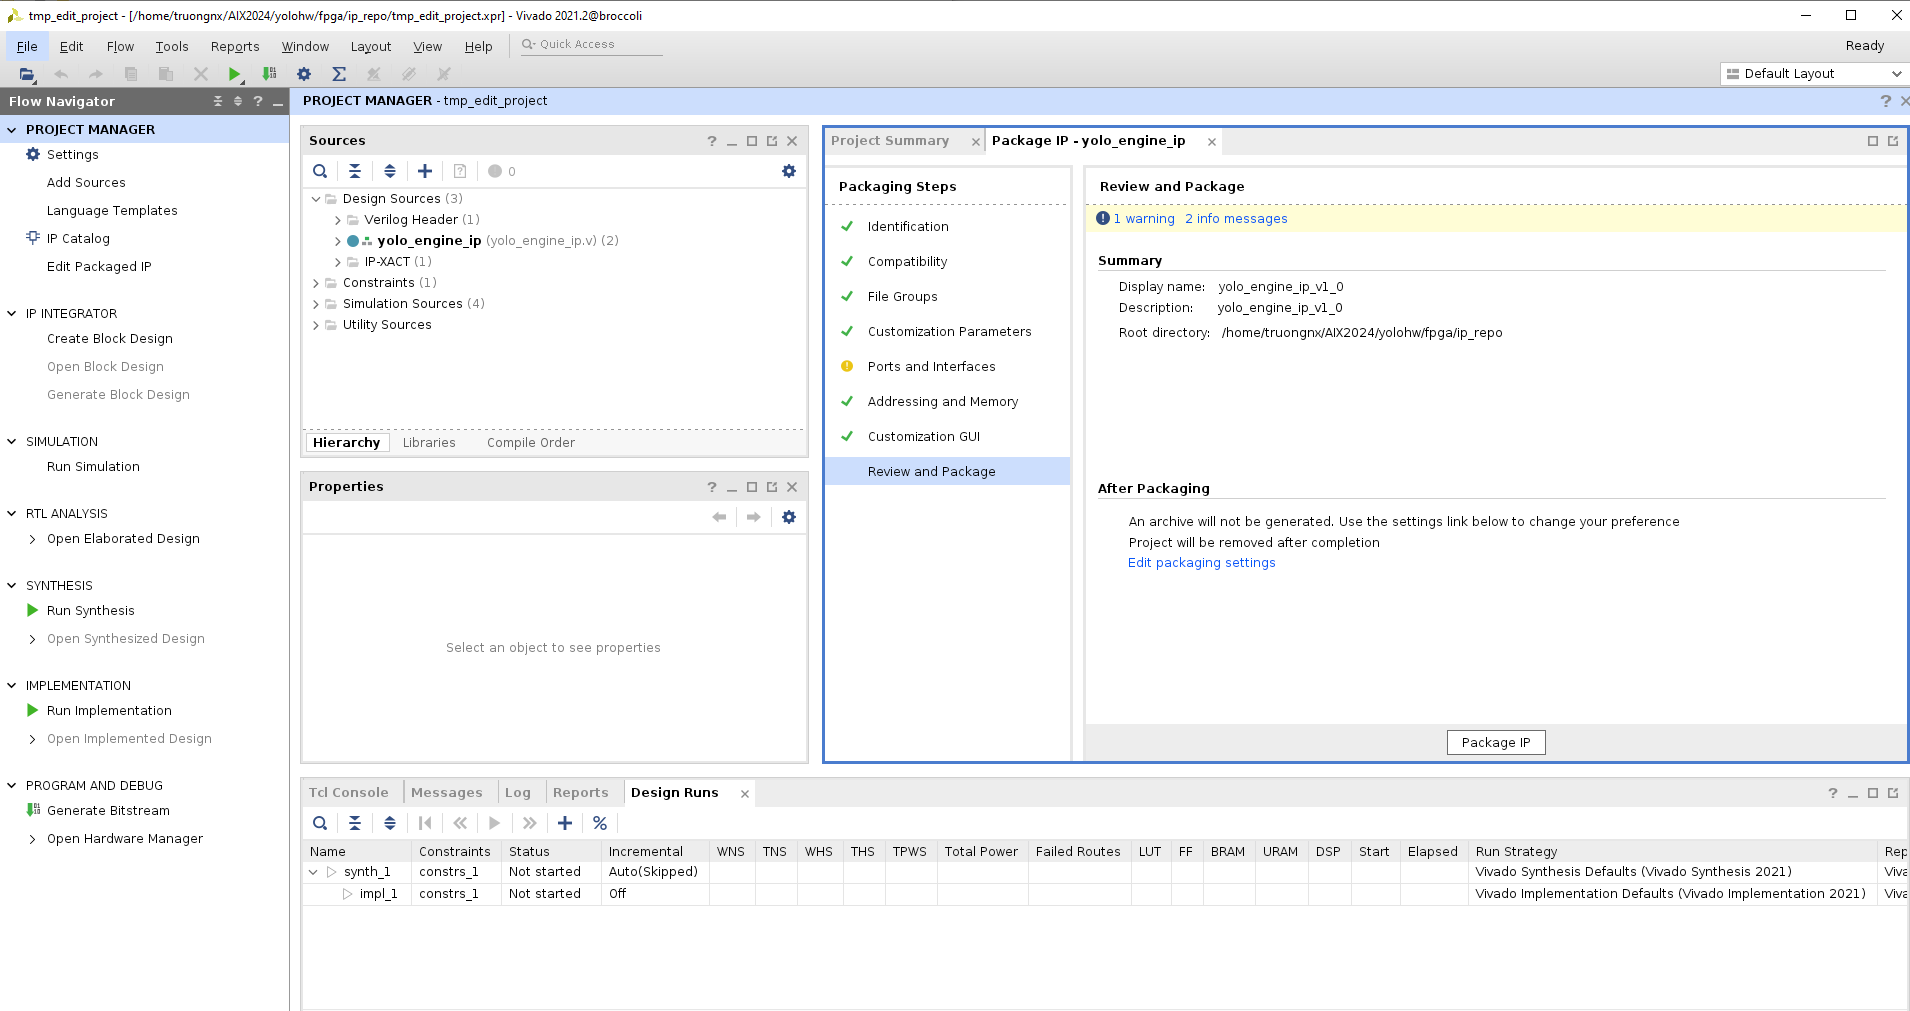 tmp_edit_project - [/home/truongnx/AIX2024/yolohw/fpga/ip_repo/tmp_edit_project.xpr] - Vivado 2021.2@broccoli
File Edit Flow Tools Reports Window Layout View Help Quick Access Ready
Default Layout
Flow Navigator
PROJECT MANAGER
Settings
Add Sources
Language Templates
IP Catalog
Edit Packaged IP
IP INTEGRATOR
Create Block Design
Open Block Design
Generate Block Design
SIMULATION
Run Simulation
RTL ANALYSIS
Open Elaborated Design
SYNTHESIS
Run Synthesis
Open Synthesized Design
IMPLEMENTATION
Run Implementation
Open Implemented Design
PROGRAM AND DEBUG
Generate Bitstream
Open Hardware Manager
PROJECT MANAGER - tmp_edit_project
Sources
0
Design Sources (3)
Verilog Header (1)
yolo_engine_ip (yolo_engine_ip.v) (2)
IP-XACT (1)
Constraints (1)
Simulation Sources (4)
Utility Sources
Hierarchy Libraries Compile Order
Properties
Select an object to see properties
Project Summary Package IP - yolo_engine_ip
Packaging Steps
Identification
Compatibility
File Groups
Customization Parameters
Ports and Interfaces
Addressing and Memory
Customization GUI
Review and Package
Review and Package
1 warning 2 info messages
Summary
Display name: yolo_engine_ip_v1_0
Description: yolo_engine_ip_v1_0
Root directory: /home/truongnx/AIX2024/yolohw/fpga/ip_repo
After Packaging
An archive will not be generated. Use the settings link below to change your preference
Project will be removed after completion
Edit packaging settings
Package IP
Tcl Console Messages Log Reports Design Runs
Name Constraints Status Incremental WNS TNS WHS THS TPWS Total Power Failed Routes LUT FF BRAM URAM DSP Start Elapsed Run Strategy Rep
synth_1 constrs_1 Not started Auto(Skipped) Vivado Synthesis Defaults (Vivado Synthesis 2021) Viva
impl_1 constrs_1 Not started Off Vivado Implementation Defaults (Vivado Implementation 2021) Viva